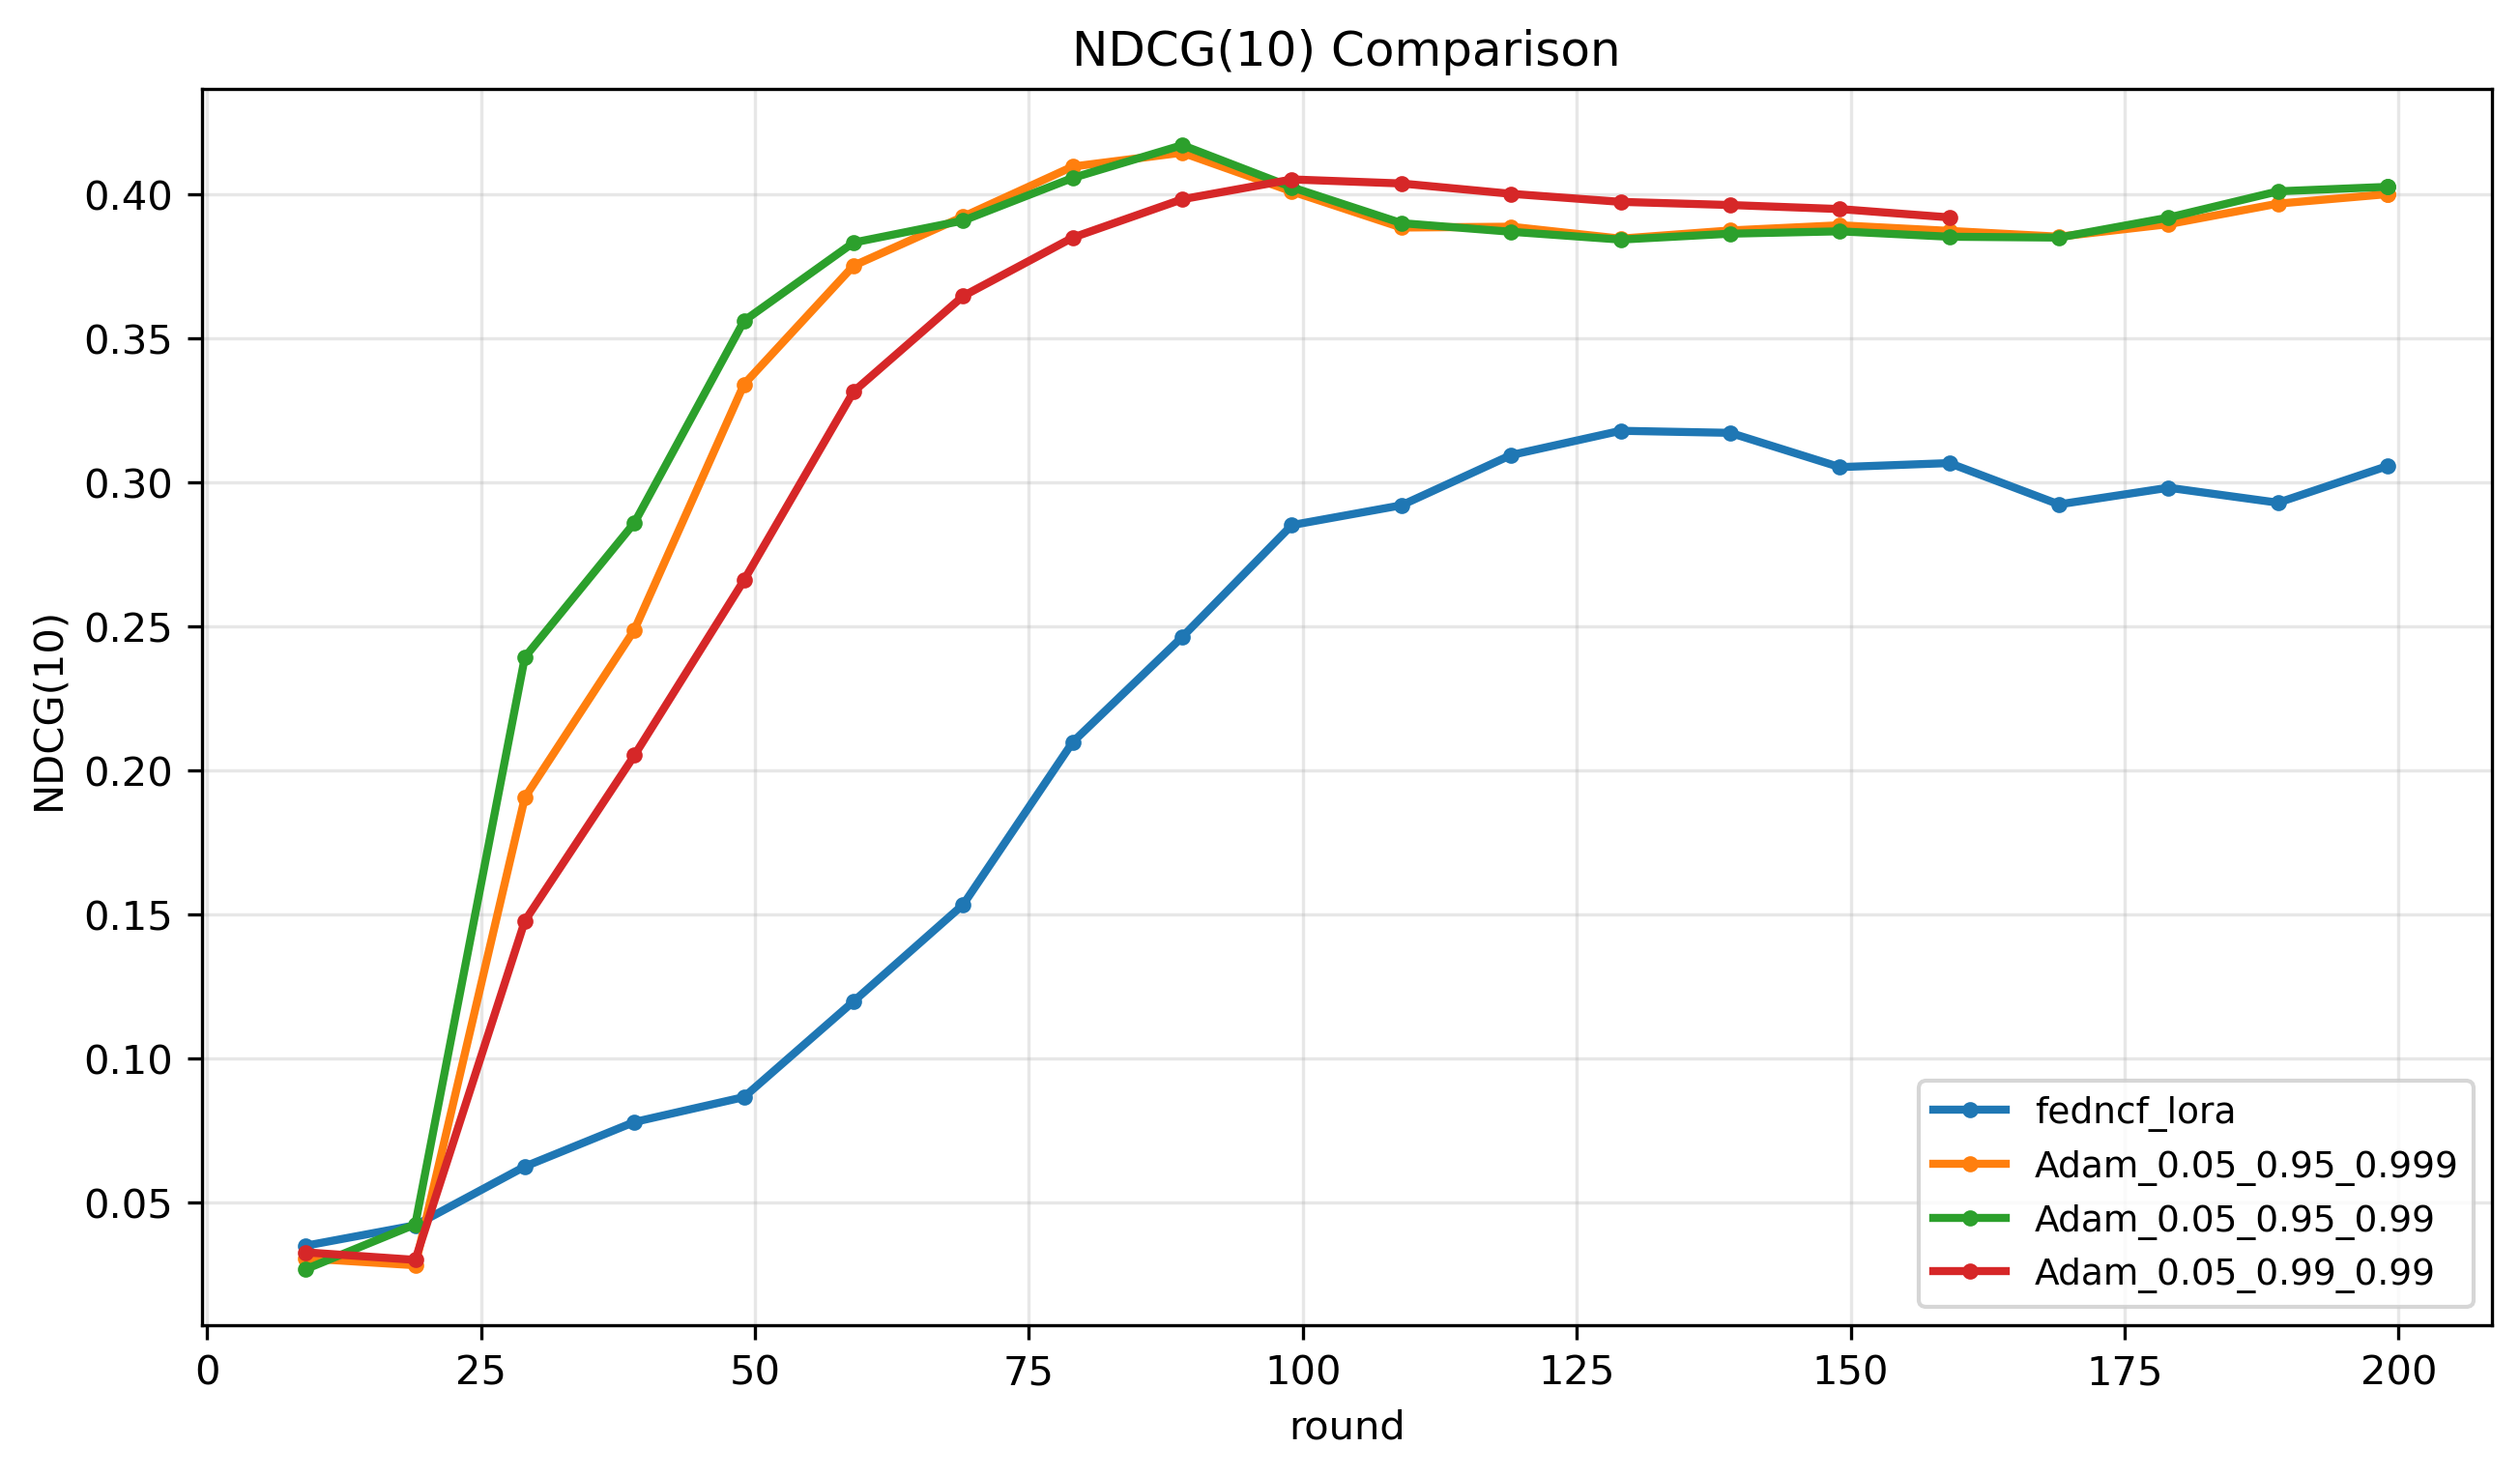 NDCG(10) Comparison
NDCG(10)
0.40
0.35
0.30
0.25
0.20
0.15
0.10
0.05
0 25 50 75 100 125 150 175 200
round
fedncf_lora
Adam_0.05_0.95_0.999
Adam_0.05_0.95_0.99
Adam_0.05_0.99_0.99